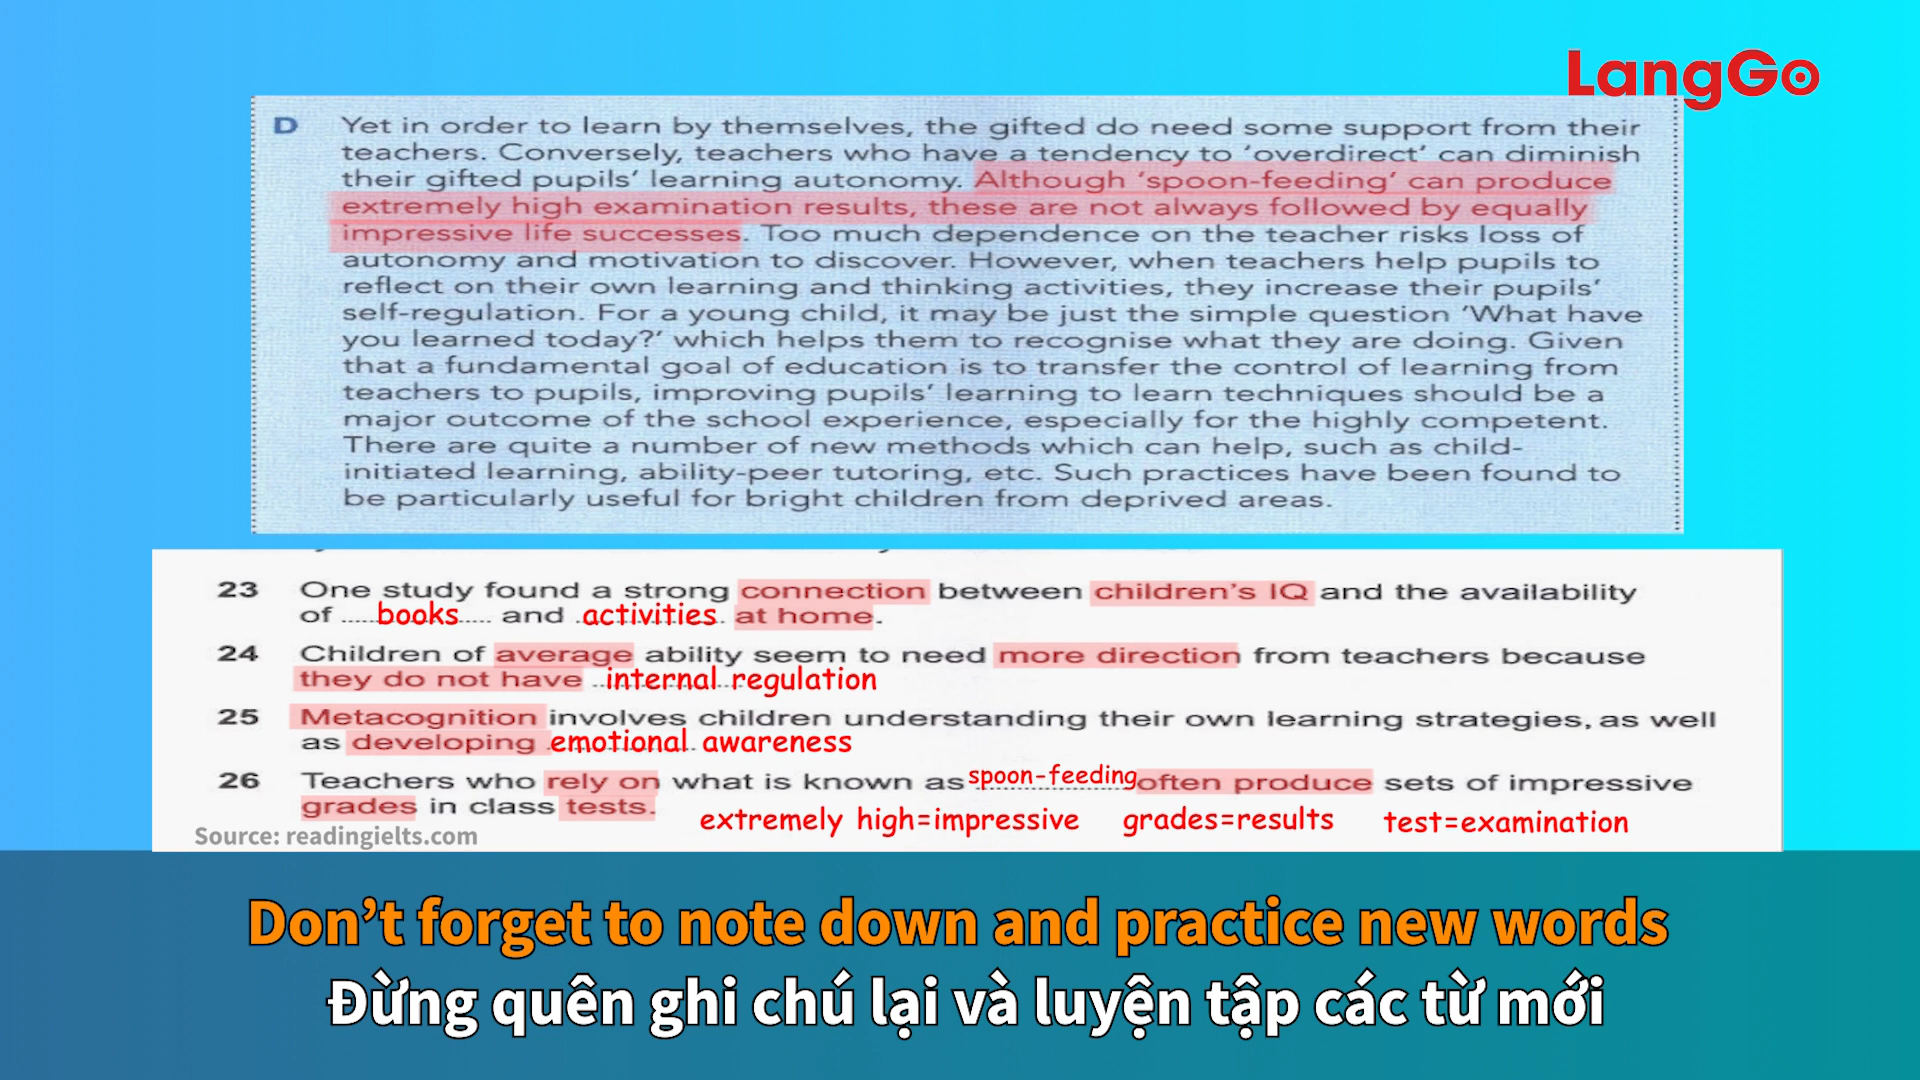 LangGo
D Yet in order to learn by themselves, the gifted do need some support from their
teachers. Conversely, teachers who have a tendency to ‘overdirect’ can diminish
their gifted pupils’ learning autonomy. Although ‘spoon-feeding’ can produce
extremely high examination results, these are not always followed by equally
impressive life successes. Too much dependence on the teacher risks loss of
autonomy and motivation to discover. However, when teachers help pupils to
reflect on their own learning and thinking activities, they increase their pupils’
self-regulation. For a young child, it may be just the simple question ‘What have
you learned today?’ which helps them to recognise what they are doing. Given
that a fundamental goal of education is to transfer the control of learning from
teachers to pupils, improving pupils’ learning to learn techniques should be a
major outcome of the school experience, especially for the highly competent.
There are quite a number of new methods which can help, such as child-
initiated learning, ability-peer tutoring, etc. Such practices have been found to
be particularly useful for bright children from deprived areas.
23 One study found a strong connection between children’s IQ and the availability
of .....books..... and .activities. at home.
24 Children of average ability seem to need more direction from teachers because
they do not have ..internal regulation
25 Metacognition involves children understanding their own learning strategies, as well
as developing .emotional. awareness
26 Teachers who rely on what is known as spoon-feeding often produce sets of impressive
grades in class tests.
extremely high=impressive grades=results test=examination
Source: readingielts.com
Don’t forget to note down and practice new words
Đừng quên ghi chú lại và luyện tập các từ mới